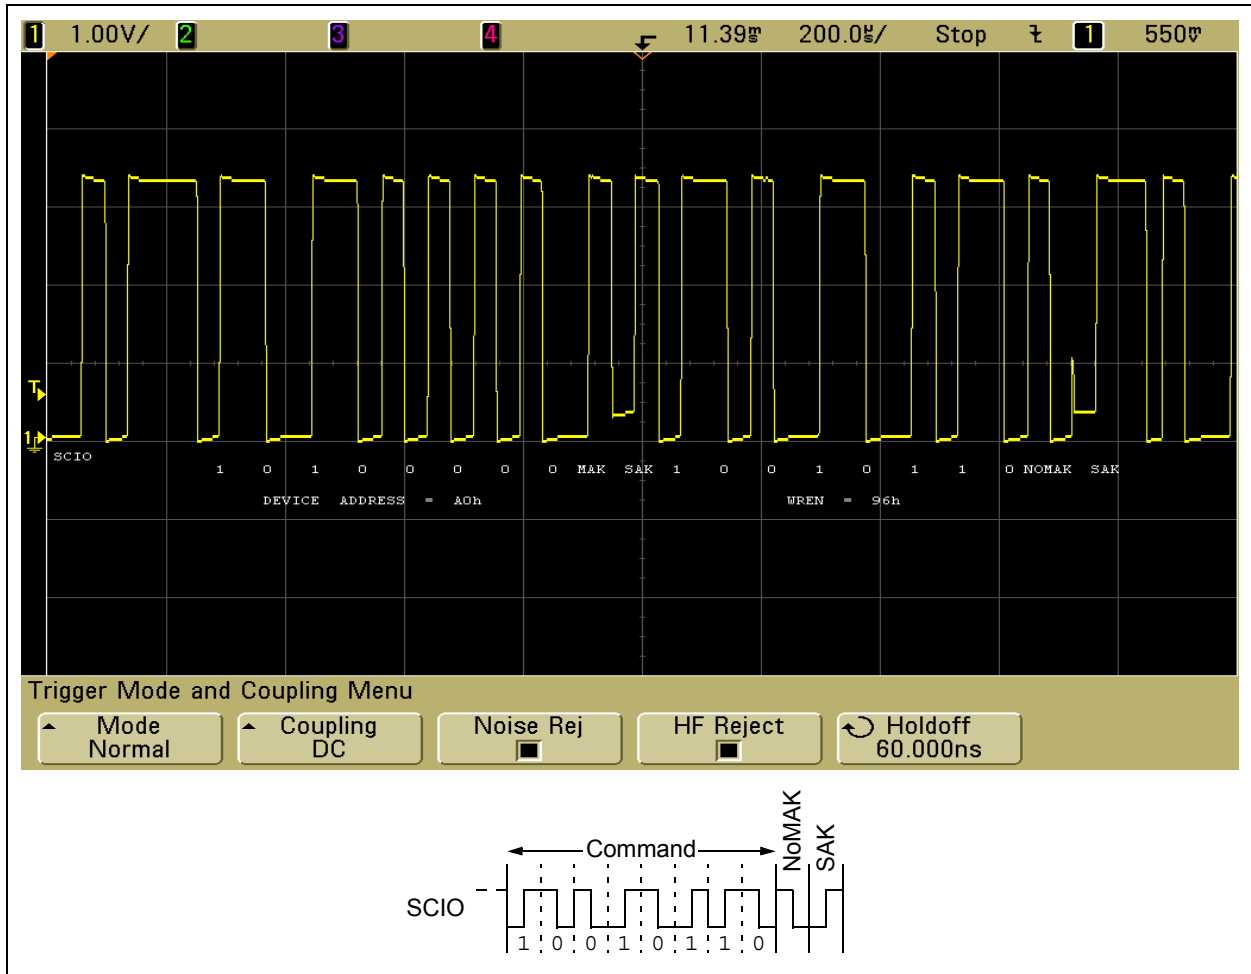 1 1.00V/ 2 3 4 11.39ms 200.0µs/ Stop 1 550mV
T
1
SCIO
1 0 1 0 0 0 0 0 MAK SAK 1 0 0 1 0 1 1 0 NOMAK SAK
DEVICE ADDRESS = A0h WREN = 96h
Trigger Mode and Coupling Menu
Mode Coupling Noise Rej HF Reject Holdoff
Normal DC 60.000ns
NoMAK
SAK
Command
SCIO
1 0 0 1 0 1 1 0